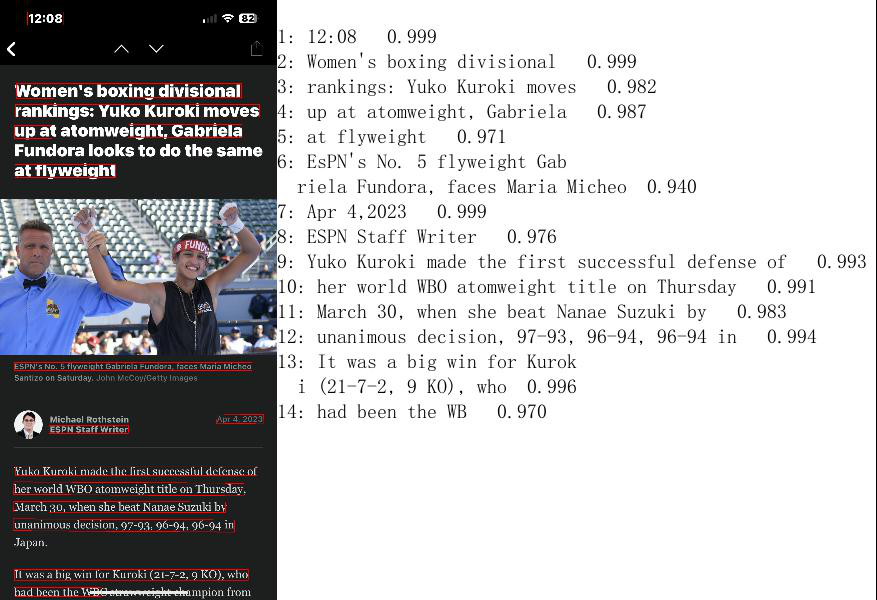 12:08 82
Women's boxing divisional
rankings: Yuko Kuroki moves
up at atomweight, Gabriela
Fundora looks to do the same
at flyweight
ESPN's No. 5 flyweight Gabriela Fundora, faces Maria Micheo
Santizo on Saturday. John McCoy/Getty Images
Michael Rothstein
ESPN Staff Writer
Apr 4, 2023
Yuko Kuroki made the first successful defense of
her world WBO atomweight title on Thursday,
March 30, when she beat Nanae Suzuki by
unanimous decision, 97-93, 96-94, 96-94 in
Japan.
It was a big win for Kuroki (21-7-2, 9 KO), who
had been the WBC strawweight champion from
1: 12:08 0.999
2: Women's boxing divisional 0.999
3: rankings: Yuko Kuroki moves 0.982
4: up at atomweight, Gabriela 0.987
5: at flyweight 0.971
6: EsPN's No. 5 flyweight Gab
riela Fundora, faces Maria Micheo 0.940
7: Apr 4,2023 0.999
8: ESPN Staff Writer 0.976
9: Yuko Kuroki made the first successful defense of 0.993
10: her world WBO atomweight title on Thursday 0.991
11: March 30, when she beat Nanae Suzuki by 0.983
12: unanimous decision, 97-93, 96-94, 96-94 in 0.994
13: It was a big win for Kurok
i (21-7-2, 9 KO), who 0.996
14: had been the WB 0.970